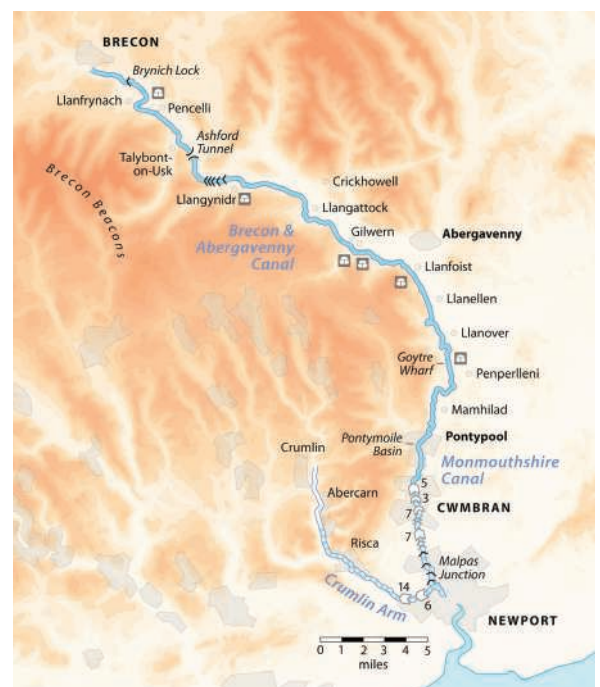 BRECON
Brynich Lock
Llanfrynach
Pencelli
Ashford
Tunnel
Talybont-
on-Usk
Brecon Beacons
Crickhowell
Llangynidr
Llangattock
Brecon &
Abergavenny
Canal
Gilwern
Abergavenny
Llanfoist
Llanellen
Llanover
Goytre
Wharf
Penperlleni
Mamhilad
Pontymoile
Basin
Pontypool
Crumlin
Monmouthshire
Canal
5
3
Abercarn
CWMBRAN
7
7
Risca
Malpas
Junction
Crumlin Arm
14
6
NEWPORT
0 1 2 3 4 5
miles